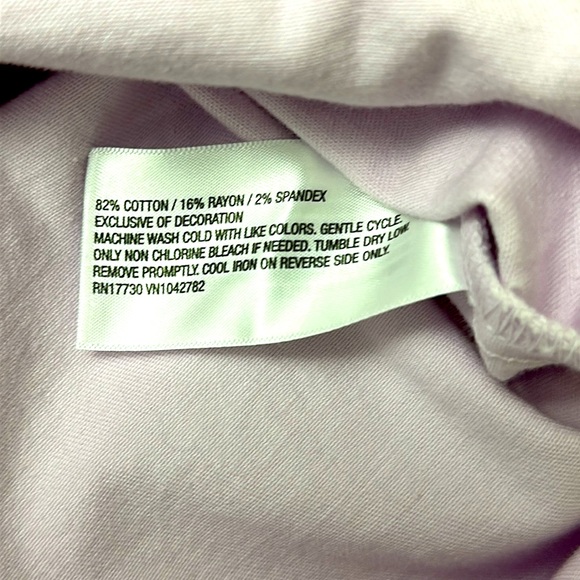 82% COTTON / 16% RAYON / 2% SPANDEX
EXCLUSIVE OF DECORATION
MACHINE WASH COLD WITH LIKE COLORS. GENTLE CYCLE.
ONLY NON CHLORINE BLEACH IF NEEDED. TUMBLE DRY LOW.
REMOVE PROMPTLY. COOL IRON ON REVERSE SIDE ONLY.
RN17730 VN1042782